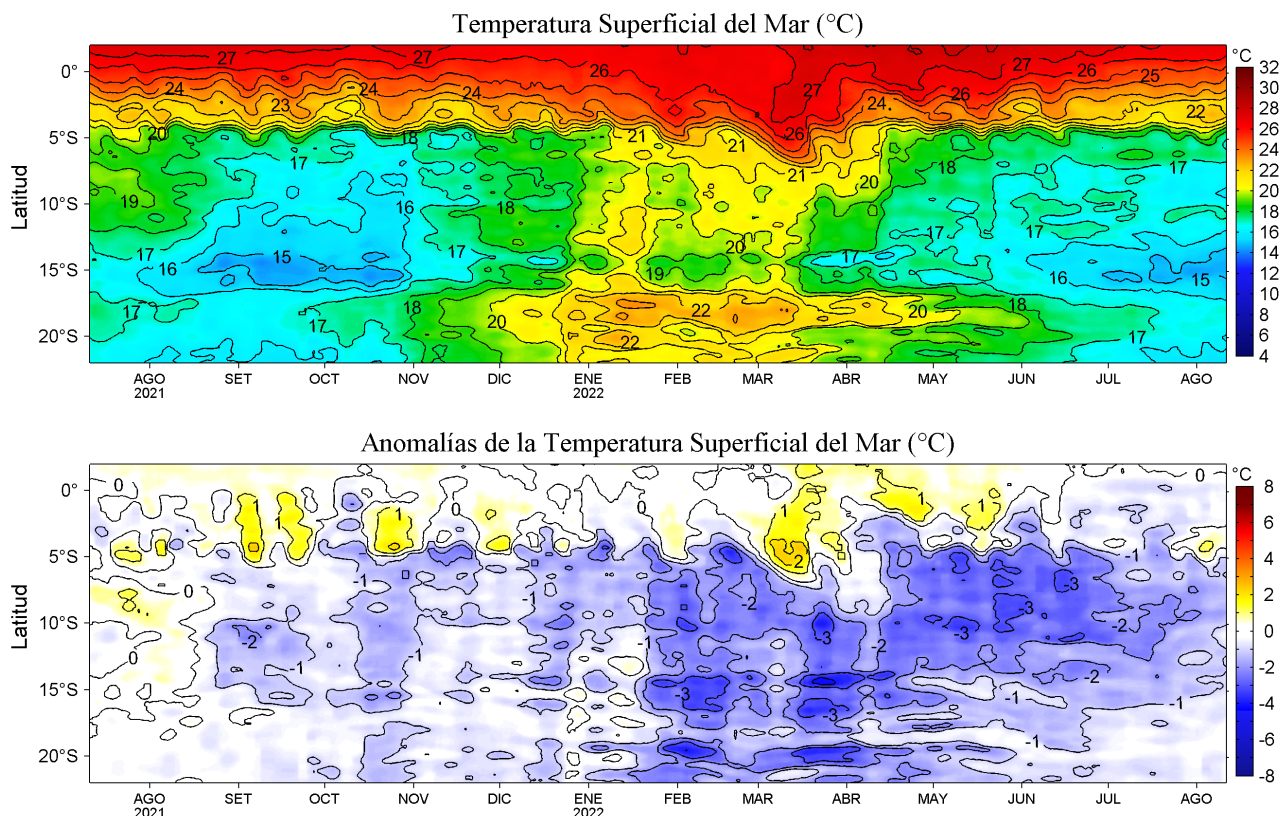 Temperatura Superficial del Mar (°C)
27 27 26 27 26 25
24 23 24 24 26 27 24 26 22
20 18 21 21 26
17 21 20 18 17
19 16 18
17 16 15 17 20 19 17 16 15
17 17 18 20 22 22 20 18 17
Latitud
0°
5°S
10°S
15°S
20°S
AGO SET OCT NOV DIC ENE FEB MAR ABR MAY JUN JUL AGO
2021 2022
°C
32
30
28
26
24
22
20
18
16
14
12
10
8
6
4
Anomalías de la Temperatura Superficial del Mar (°C)
0 1 1 1 0 0 1 1 0
0 -1 -1 2 -2 -3 -3 -1
-2 -1 -1 -1 -3 -2 -3 -2
0 -1 -3 -3 -1 -2 -1
-1 -1
Latitud
0°
5°S
10°S
15°S
20°S
AGO SET OCT NOV DIC ENE FEB MAR ABR MAY JUN JUL AGO
2021 2022
°C
8
6
4
2
0
-2
-4
-6
-8